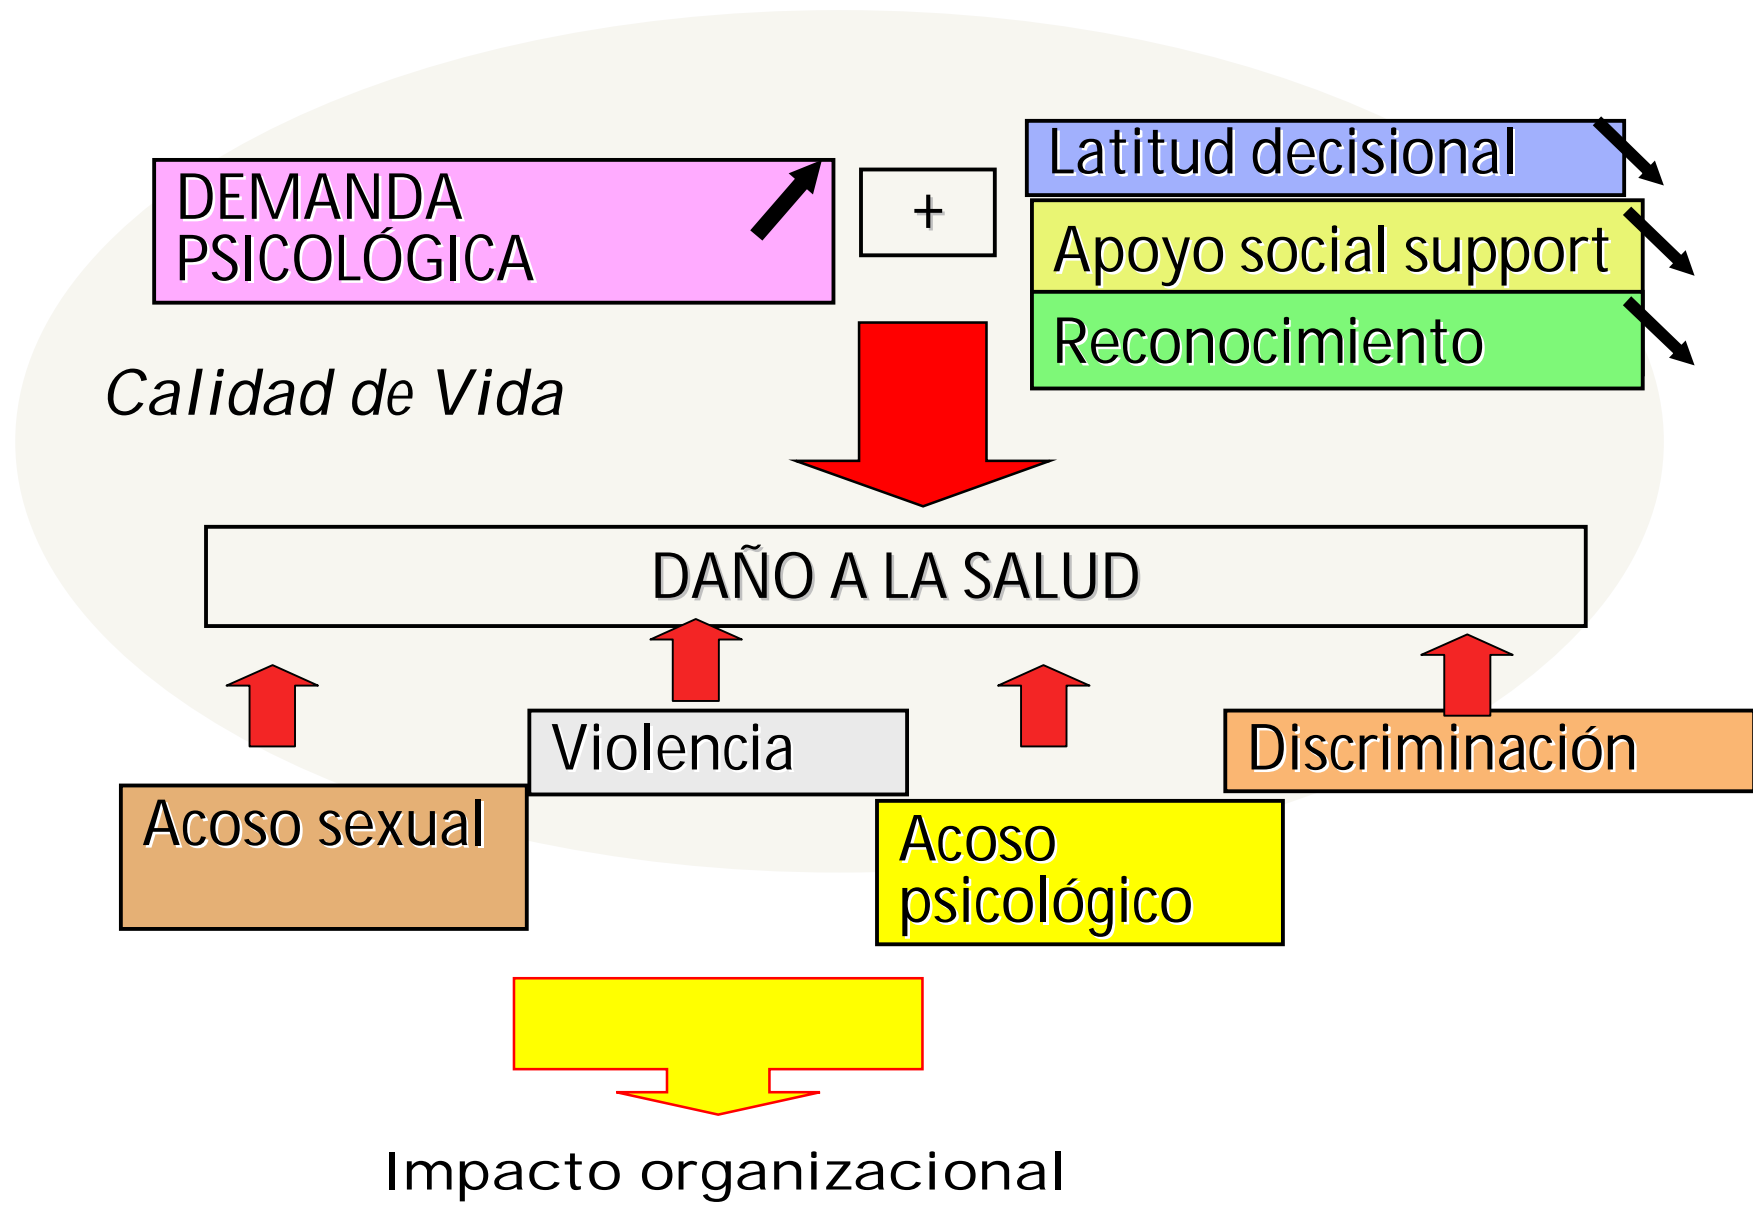 DEMANDA
PSICOLÓGICA
+
Latitud decisional
Apoyo social support
Reconocimiento
Calidad de Vida
DAÑO A LA SALUD
Violencia
Discriminación
Acoso sexual
Acoso
psicológico
Impacto organizacional